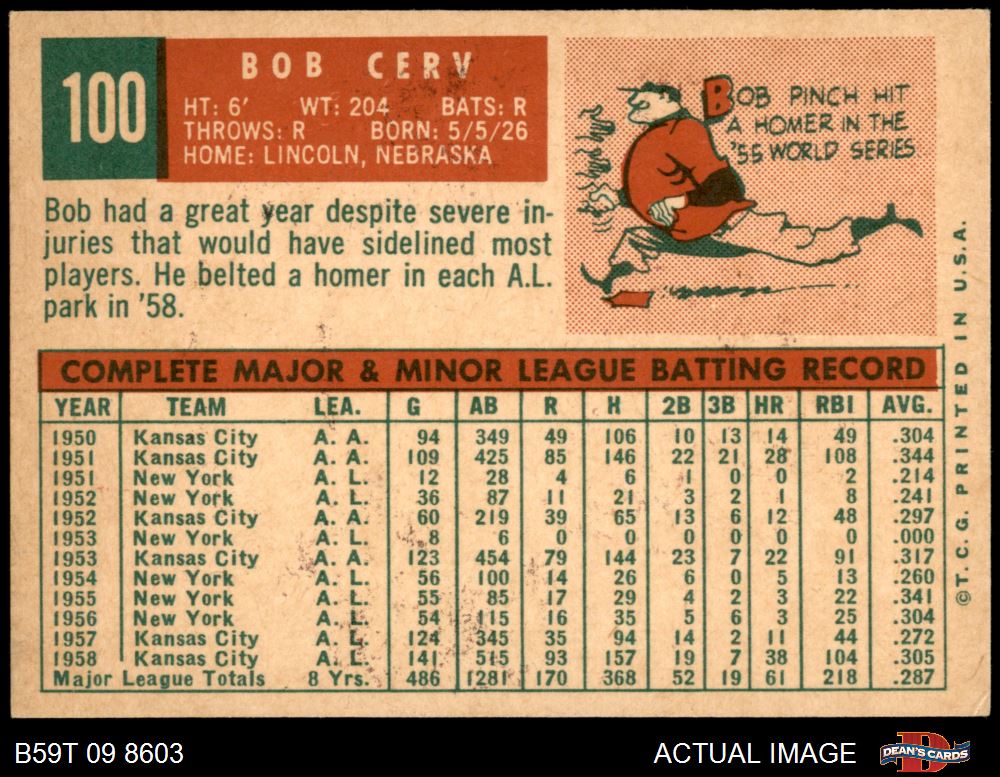 100
BOB CERV
HT: 6' WT: 204 BATS: R
THROWS: R BORN: 5/5/26
HOME: LINCOLN, NEBRASKA
BOB PINCH HIT
A HOMER IN THE
'55 WORLD SERIES
Bob had a great year despite severe in-
juries that would have sidelined most
players. He belted a homer in each A.L.
park in '58.
COMPLETE MAJOR & MINOR LEAGUE BATTING RECORD
YEAR TEAM LEA. G AB R H 2B 3B HR RBI AVG.
1950 Kansas City A. A. 94 349 49 106 10 13 14 49 .304
1951 Kansas City A. A. 109 425 85 146 22 21 28 108 .344
1951 New York A. L. 12 28 4 6 1 0 0 2 .214
1952 New York A. L. 36 87 11 21 3 2 1 8 .241
1952 Kansas City A. A. 60 219 39 65 13 6 12 48 .297
1953 New York A. L. 8 6 0 0 0 0 0 0 .000
1953 Kansas City A. A. 123 454 79 144 23 7 22 91 .317
1954 New York A. L. 56 100 14 26 6 0 5 13 .260
1955 New York A. L. 55 85 17 29 4 2 3 22 .341
1956 New York A. L. 54 115 16 35 5 6 3 25 .304
1957 Kansas City A. L. 124 345 35 94 14 2 11 44 .272
1958 Kansas City A. L. 141 515 93 157 19 7 38 104 .305
Major League Totals 8 Yrs. 486 1281 170 368 52 19 61 218 .287
©T.C.G. PRINTED IN U.S.A.
B59T 09 8603
ACTUAL IMAGE
D
DEAN'S CARDS